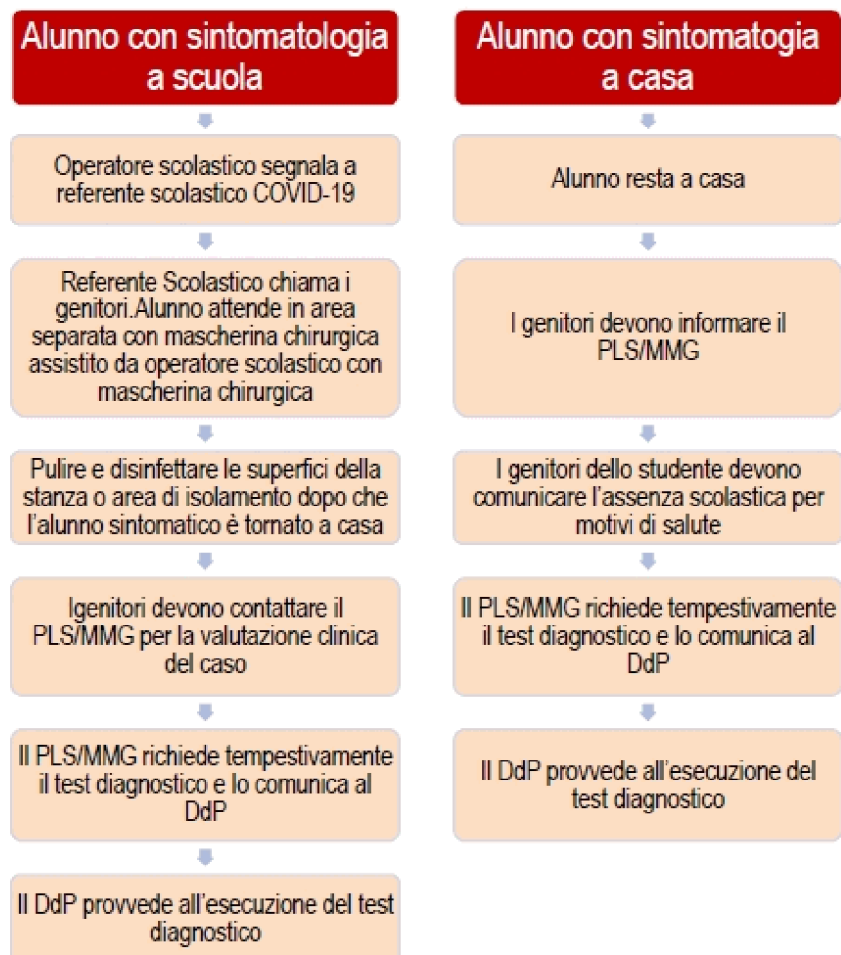 Alunno con sintomatologia
a scuola
Operatore scolastico segnala a
referente scolastico COVID-19
Referente Scolastico chiama i
genitori.Alunno attende in area
separata con mascherina chirurgica
assistito da operatore scolastico con
mascherina chirurgica
Pulire e disinfettare le superfici della
stanza o area di isolamento dopo che
l'alunno sintomatico è tornato a casa
Igenitori devono contattare il
PLS/MMG per la valutazione clinica
del caso
Il PLS/MMG richiede tempestivamente
il test diagnostico e lo comunica al
DdP
Il DdP provvede all'esecuzione del test
diagnostico
Alunno con sintomatogia
a casa
Alunno resta a casa
I genitori devono informare il
PLS/MMG
I genitori dello studente devono
comunicare l'assenza scolastica per
motivi di salute
Il PLS/MMG richiede tempestivamente
il test diagnostico e lo comunica al
DdP
Il DdP provvede all'esecuzione del
test diagnostico